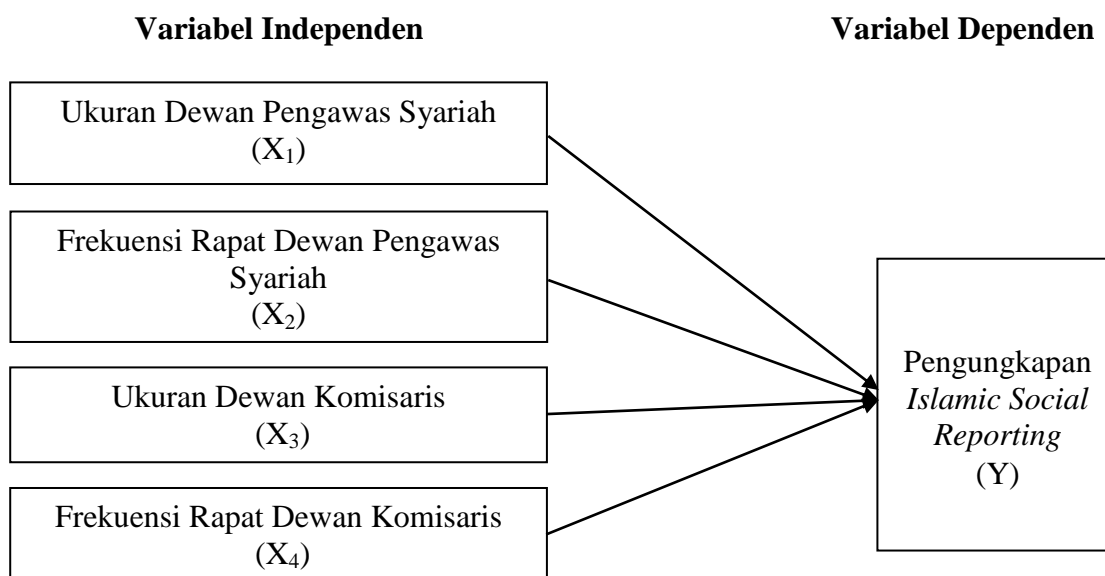 Variabel Independen
Variabel Dependen
Ukuran Dewan Pengawas Syariah
(X₁)
Frekuensi Rapat Dewan Pengawas
Syariah
(X₂)
Ukuran Dewan Komisaris
(X₃)
Frekuensi Rapat Dewan Komisaris
(X₄)
Pengungkapan
Islamic Social
Reporting
(Y)